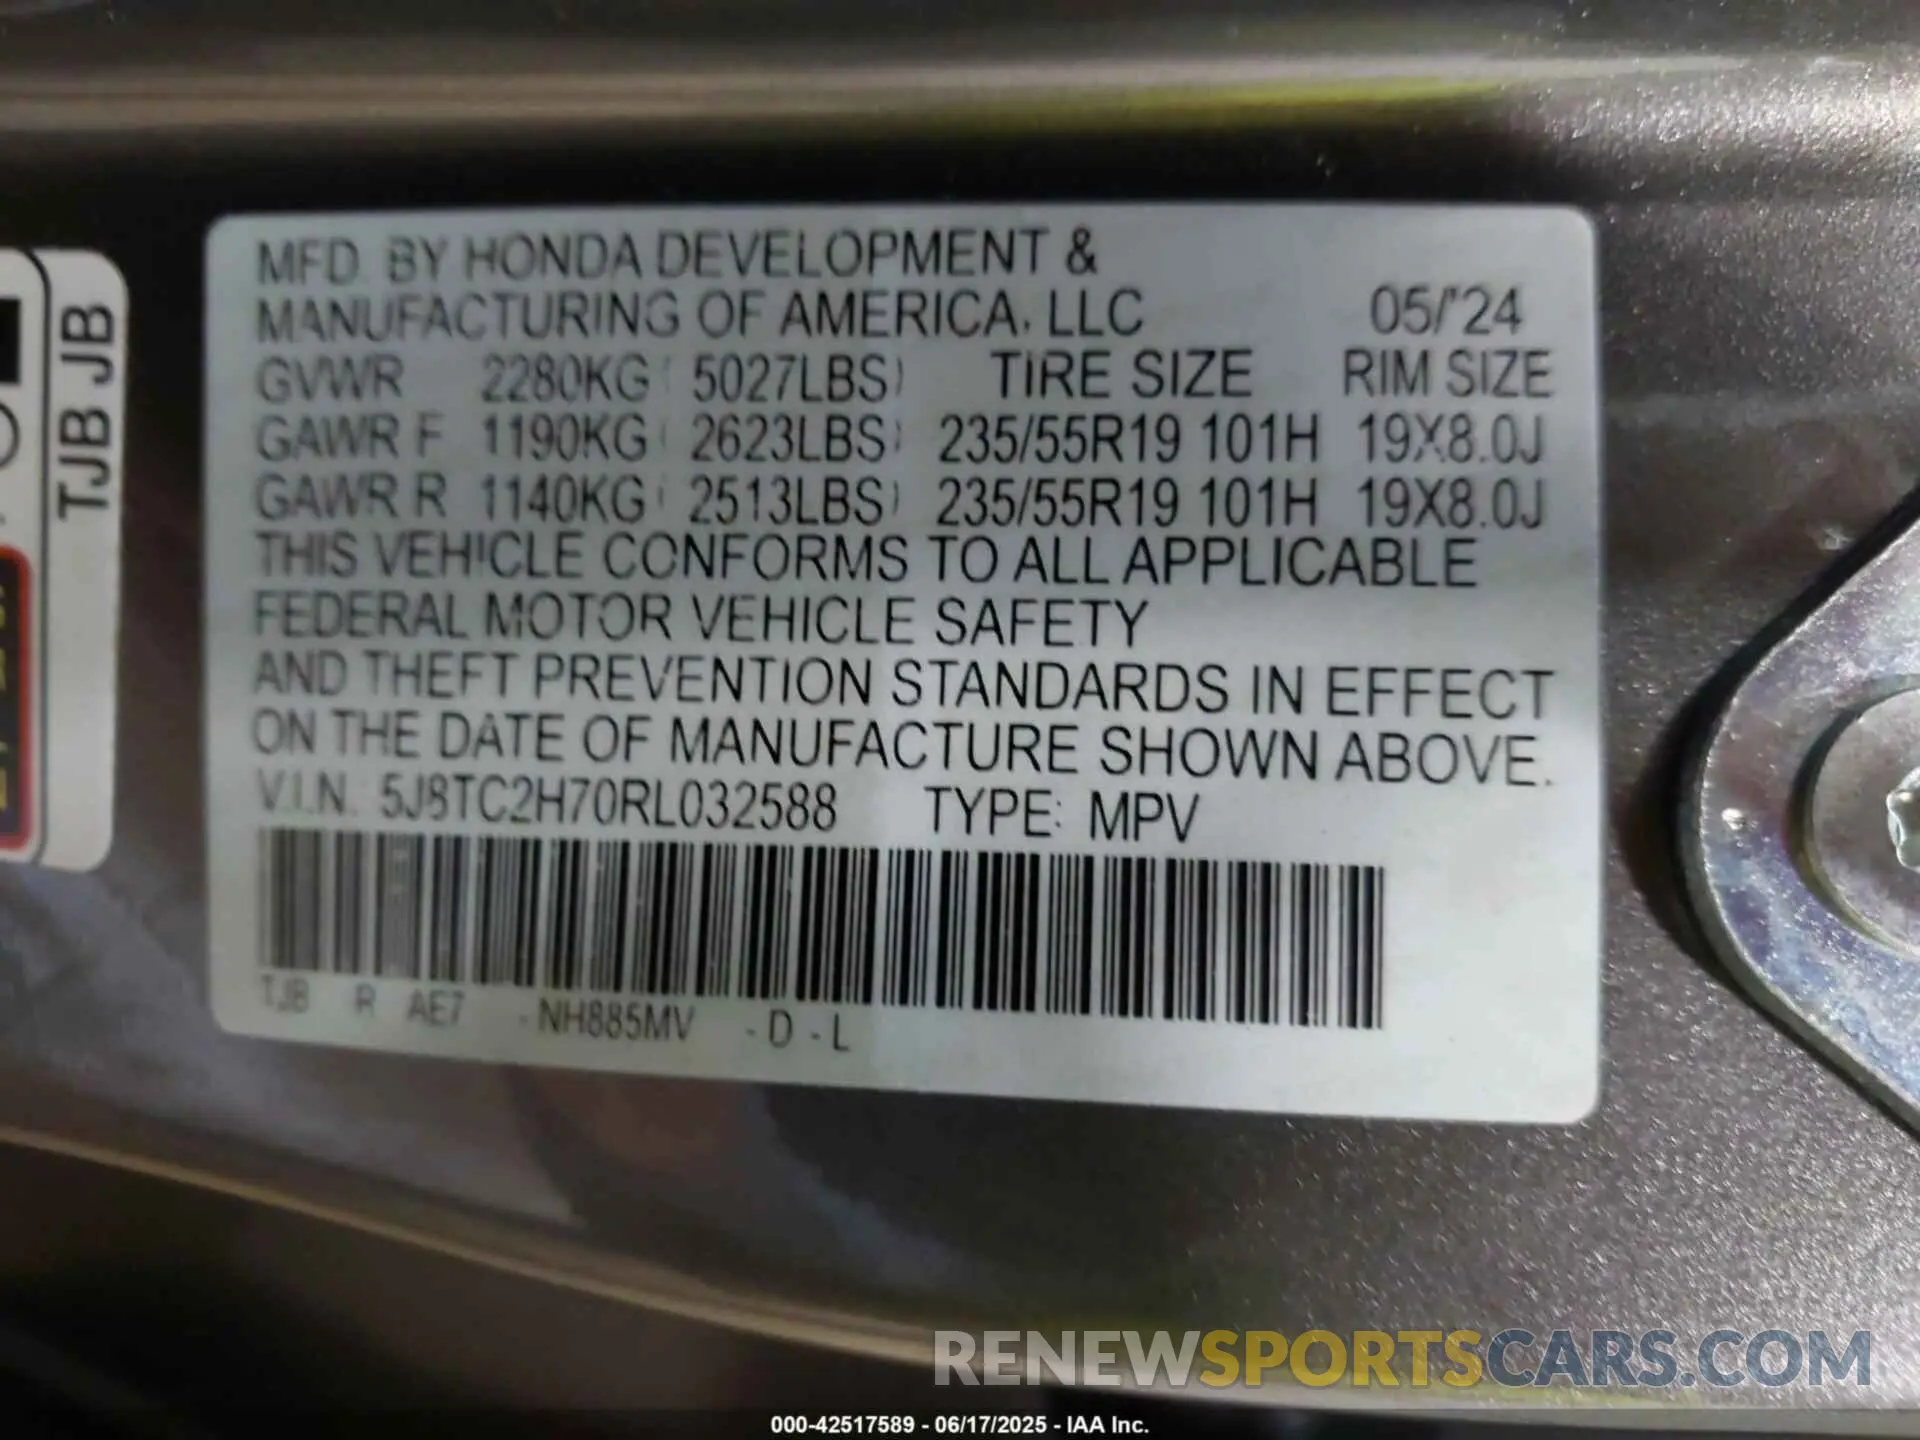 MFD. BY HONDA DEVELOPMENT &
MANUFACTURING OF AMERICA, LLC 05/'24
GVWR 2280KG ( 5027LBS) TIRE SIZE RIM SIZE
GAWR F 1190KG ( 2623LBS) 235/55R19 101H 19X8.0J
GAWR R 1140KG ( 2513LBS) 235/55R19 101H 19X8.0J
THIS VEHICLE CONFORMS TO ALL APPLICABLE
FEDERAL MOTOR VEHICLE SAFETY
AND THEFT PREVENTION STANDARDS IN EFFECT
ON THE DATE OF MANUFACTURE SHOWN ABOVE.
V.I.N. 5J8TC2H70RL032588 TYPE: MPV
TJB R AE7 - NH885MV - D - L
TJB JB
RENEWSPORTSCARS.COM
000-42517589 - 06/17/2025 - IAA Inc.